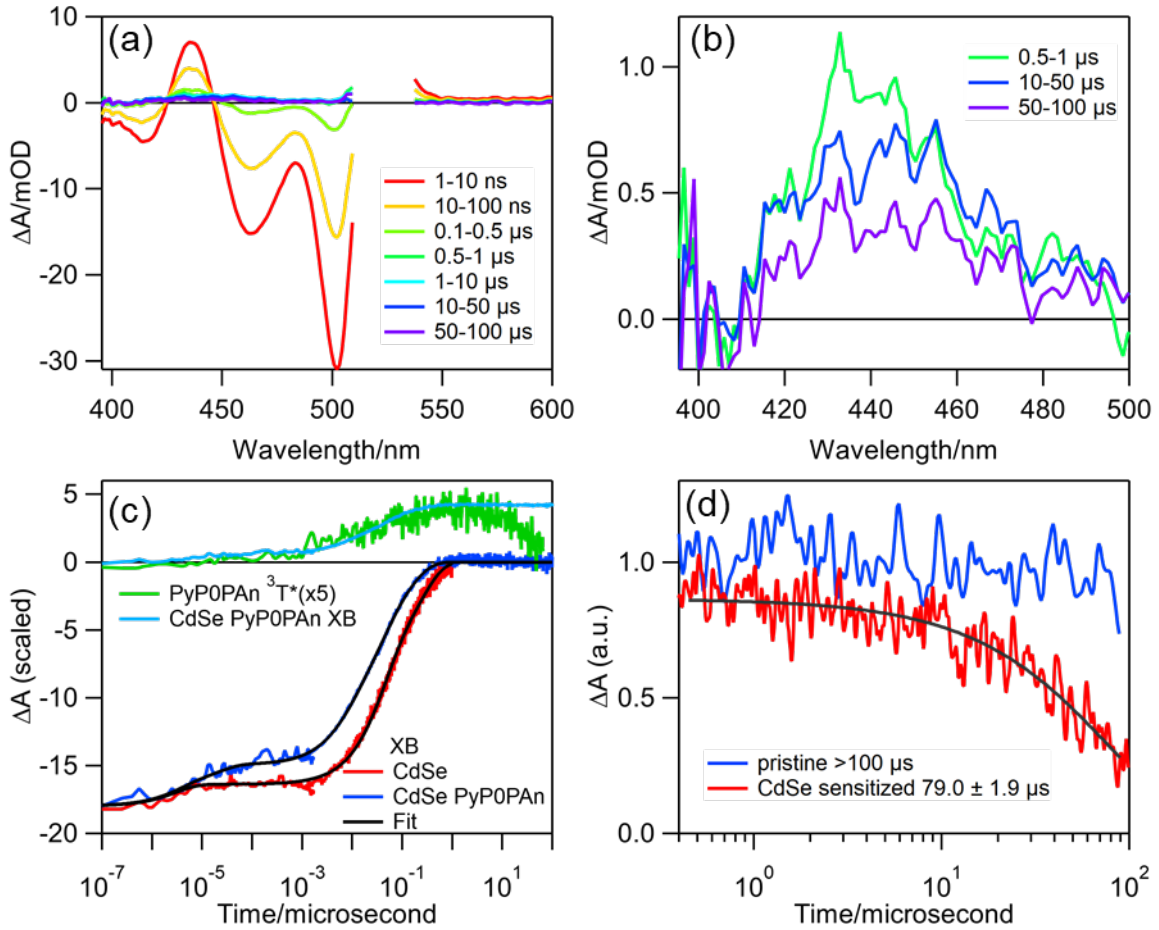 (a)
10
0
-10
-20
-30
ΔA/mOD
1-10 ns
10-100 ns
0.1-0.5 µs
0.5-1 µs
1-10 µs
10-50 µs
50-100 µs
400
450
500
550
600
Wavelength/nm
(b)
1.0
0.5
0.0
ΔA/mOD
0.5-1 µs
10-50 µs
50-100 µs
400
420
440
460
480
500
Wavelength/nm
(c)
5
0
-5
-10
-15
-20
ΔA (scaled)
PyP0PAn ³T*(x5)
CdSe PyP0PAn XB
XB
CdSe
CdSe PyP0PAn
Fit
10⁻⁷
10⁻⁵
10⁻³
10⁻¹
10¹
Time/microsecond
(d)
1.0
0.5
0.0
ΔA (a.u.)
pristine >100 µs
CdSe sensitized 79.0 ± 1.9 µs
10⁰
10¹
10²
Time/microsecond